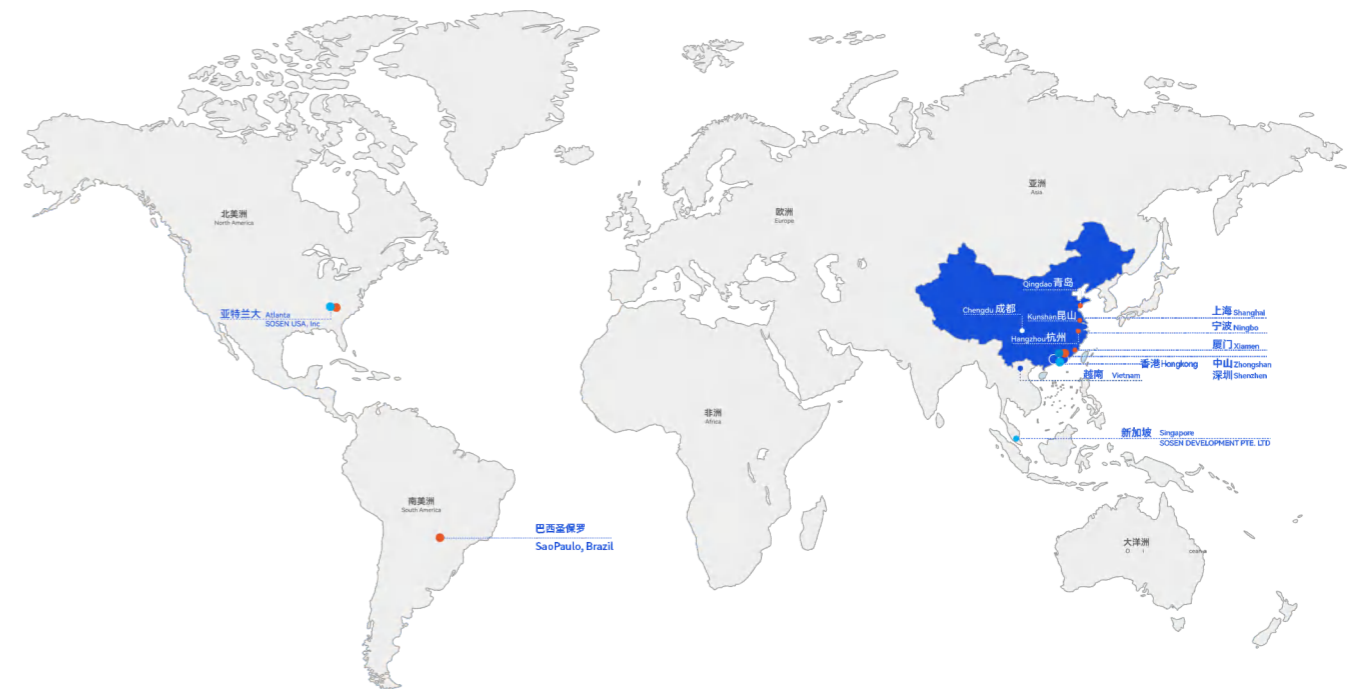 亚洲
Asia
欧洲
Europe
北美洲
North America
Qingdao 青岛
Chengdu 成都
Kunshan 昆山
上海 Shanghai
宁波 Ningbo
Hangzhou 杭州
厦门 Xiamen
香港 Hongkong
中山 Zhongshan
越南 Vietnam
深圳 Shenzhen
亚特兰大 Atlanta
SOSEN USA, Inc
非洲
Africa
新加坡 Singapore
SOSEN DEVELOPMENT PTE. LTD
南美洲
South America
巴西圣保罗
SaoPaulo, Brazil
大洋洲